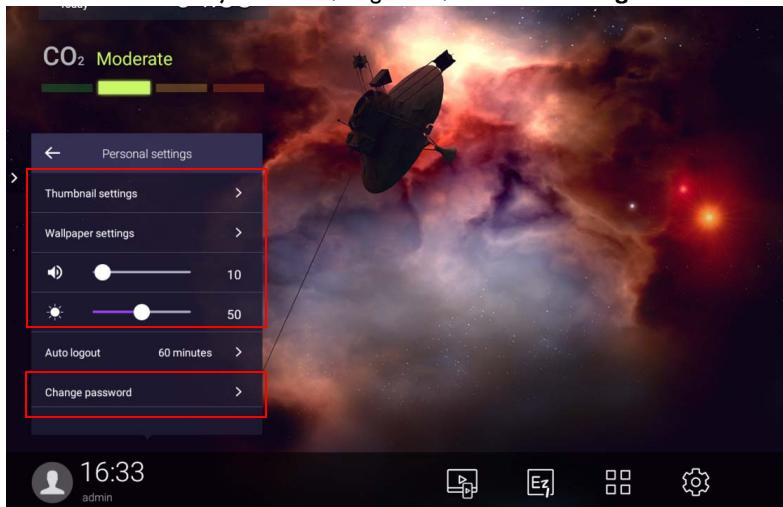 Today
CO₂ Moderate
Personal settings
Thumbnail settings
Wallpaper settings
10
50
Auto logout 60 minutes
Change password
16:33
admin